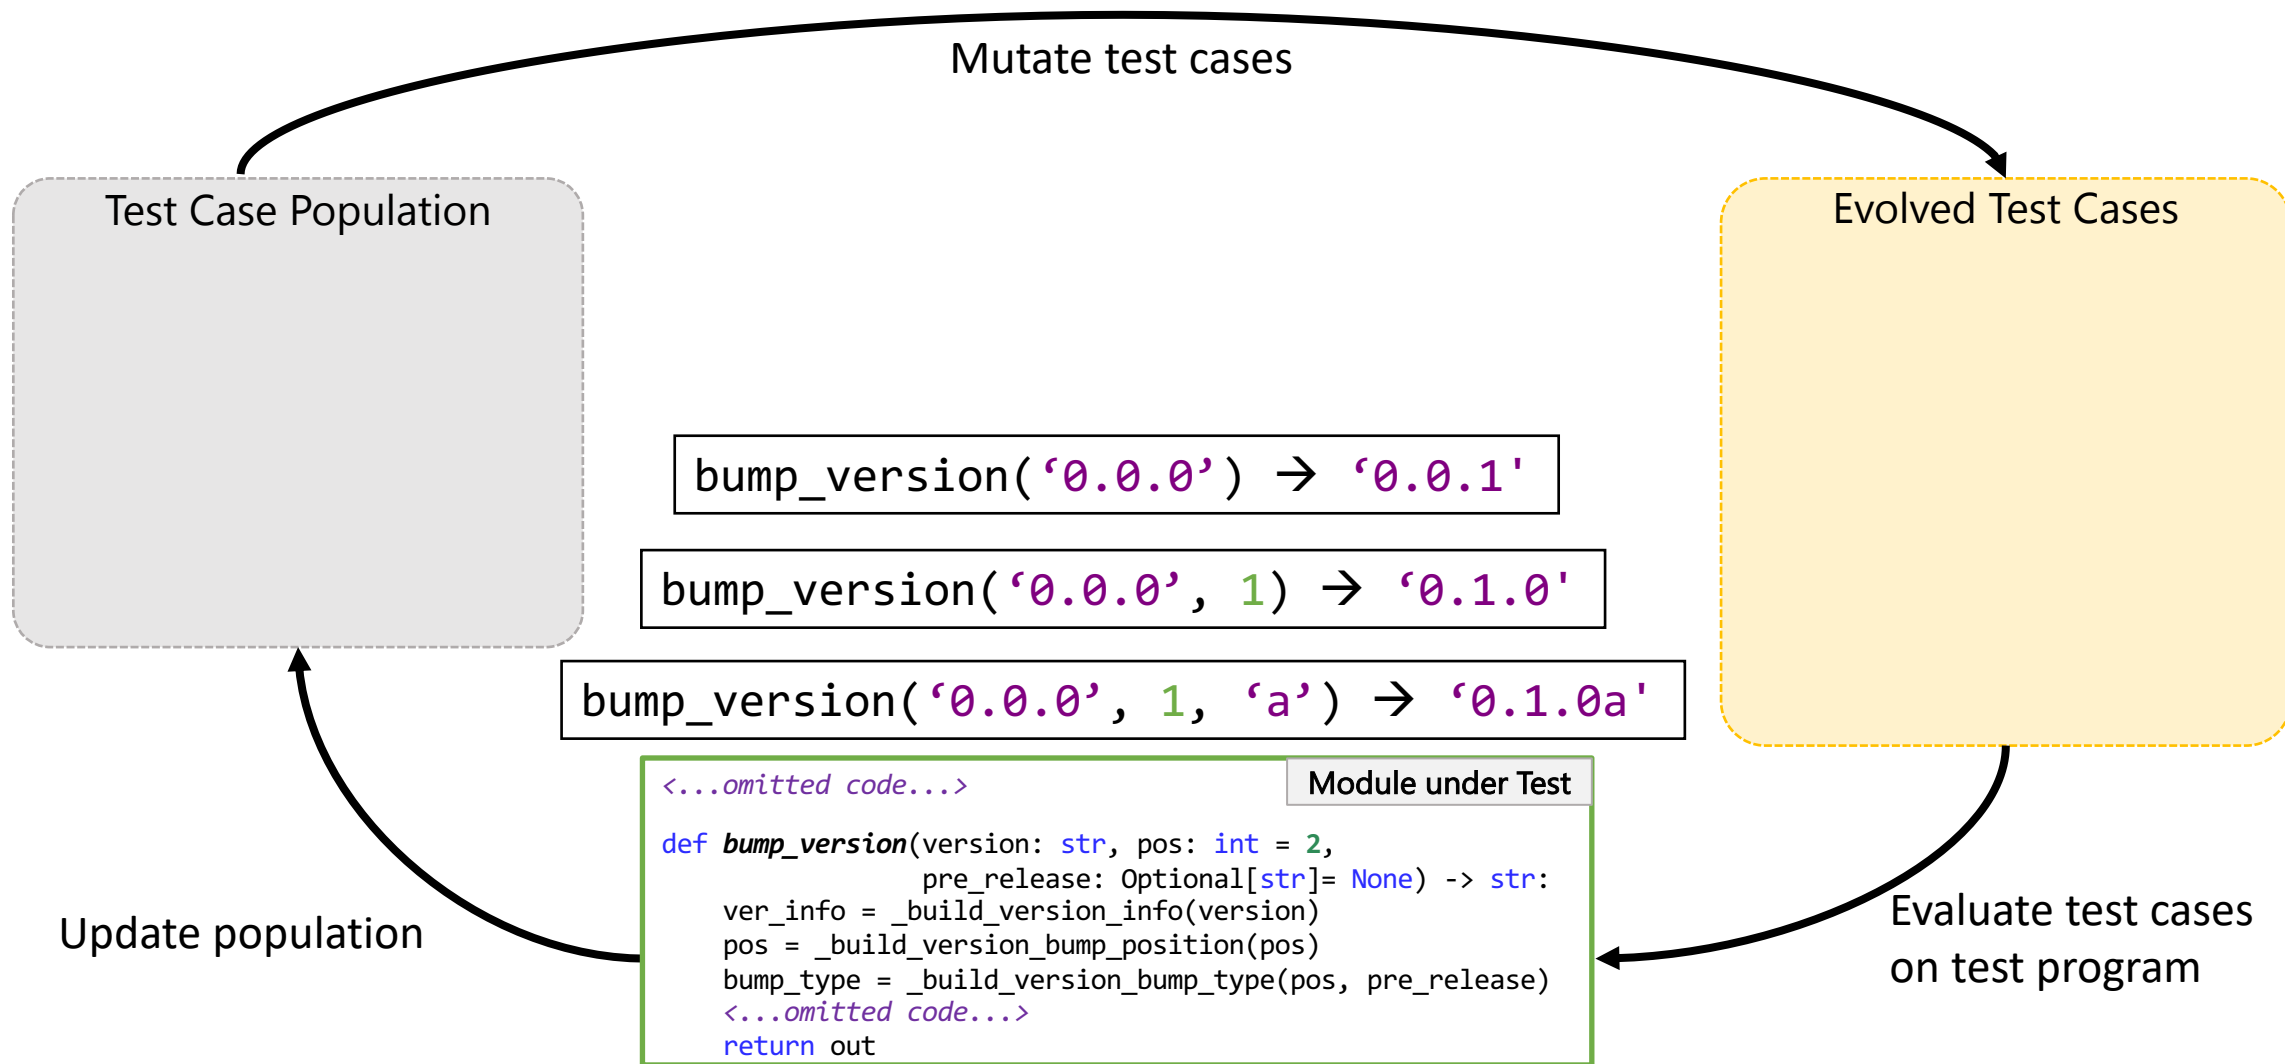 Mutate test cases
Test Case Population
Evolved Test Cases
bump_version(‘0.0.0’) → ‘0.0.1'
bump_version(‘0.0.0’, 1) → ‘0.1.0'
bump_version(‘0.0.0’, 1, ‘a’) → ‘0.1.0a'
<...omitted code...>
Module under Test
def bump_version(version: str, pos: int = 2,
pre_release: Optional[str]= None) -> str:
ver_info = _build_version_info(version)
pos = _build_version_bump_position(pos)
bump_type = _build_version_bump_type(pos, pre_release)
<...omitted code...>
return out
Update population
Evaluate test cases
on test program